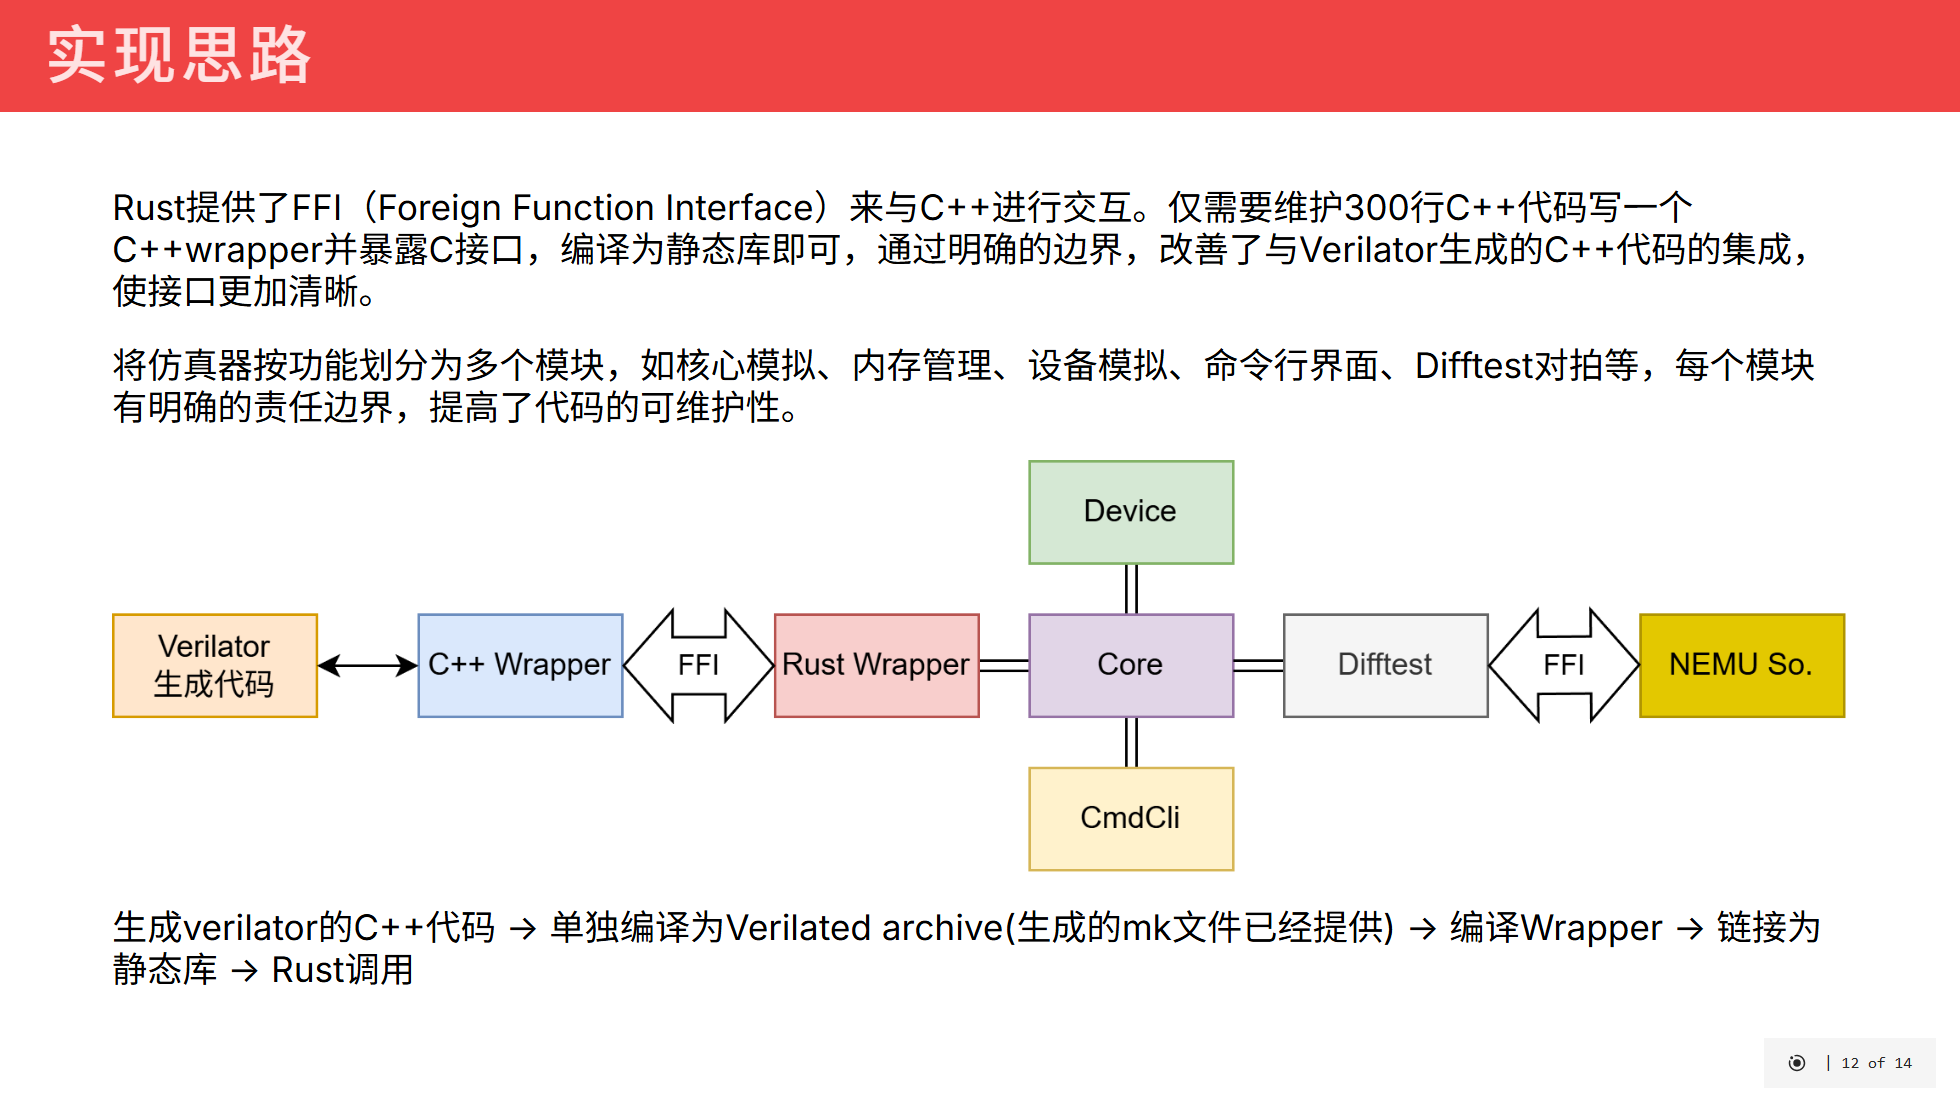 实现思路
Rust提供了FFI（Foreign Function Interface）来与C++进行交互。仅需要维护300行C++代码写一个
C++wrapper并暴露C接口，编译为静态库即可，通过明确的边界，改善了与Verilator生成的C++代码的集成，
使接口更加清晰。
将仿真器按功能划分为多个模块，如核心模拟、内存管理、设备模拟、命令行界面、Difftest对拍等，每个模块
有明确的责任边界，提高了代码的可维护性。
Device
Verilator
生成代码
C++ Wrapper
FFI
Rust Wrapper
Core
Difftest
FFI
NEMU So.
CmdCli
生成verilator的C++代码 → 单独编译为Verilated archive(生成的mk文件已经提供) → 编译Wrapper → 链接为
静态库 → Rust调用
| 12 of 14